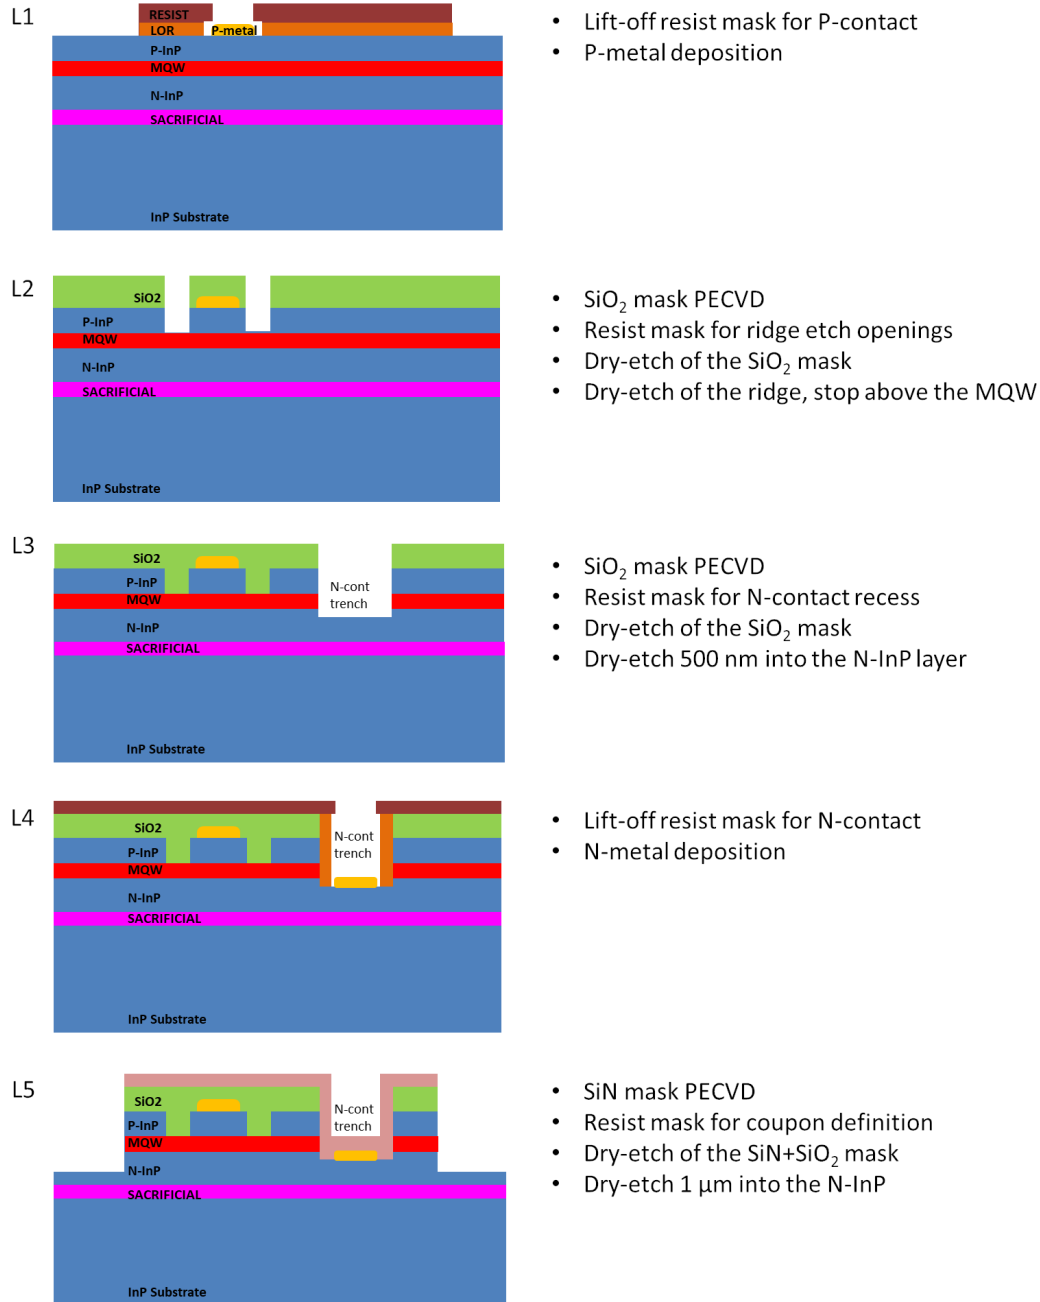 L1
RESIST
LOR
P-metal
P-InP
MQW
N-InP
SACRIFICIAL
InP Substrate
• Lift-off resist mask for P-contact
• P-metal deposition
L2
SiO2
P-InP
MQW
N-InP
SACRIFICIAL
InP Substrate
• SiO₂ mask PECVD
• Resist mask for ridge etch openings
• Dry-etch of the SiO₂ mask
• Dry-etch of the ridge, stop above the MQW
L3
SiO2
P-InP
MQW
N-InP
SACRIFICIAL
InP Substrate
N-cont
trench
• SiO₂ mask PECVD
• Resist mask for N-contact recess
• Dry-etch of the SiO₂ mask
• Dry-etch 500 nm into the N-InP layer
L4
SiO2
P-InP
MQW
N-InP
SACRIFICIAL
InP Substrate
N-cont
trench
• Lift-off resist mask for N-contact
• N-metal deposition
L5
SiO2
P-InP
MQW
N-InP
SACRIFICIAL
InP Substrate
N-cont
trench
• SiN mask PECVD
• Resist mask for coupon definition
• Dry-etch of the SiN+SiO₂ mask
• Dry-etch 1 µm into the N-InP